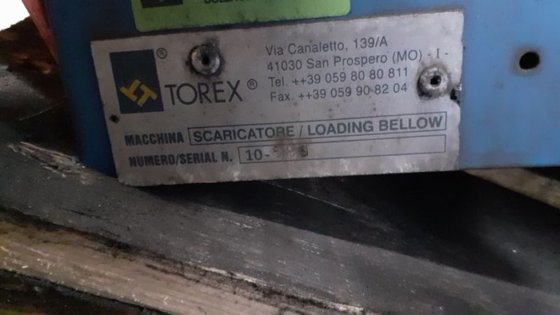 Via Canaletto, 139/A
41030 San Prospero (MO) - I -
Tel. ++39 059 80 80 811
Fax. ++39 059 90 82 04
® TOREX ®
MACCHINA SCARICATORE / LOADING BELLOW
NUMERO/SERIAL N. 10-